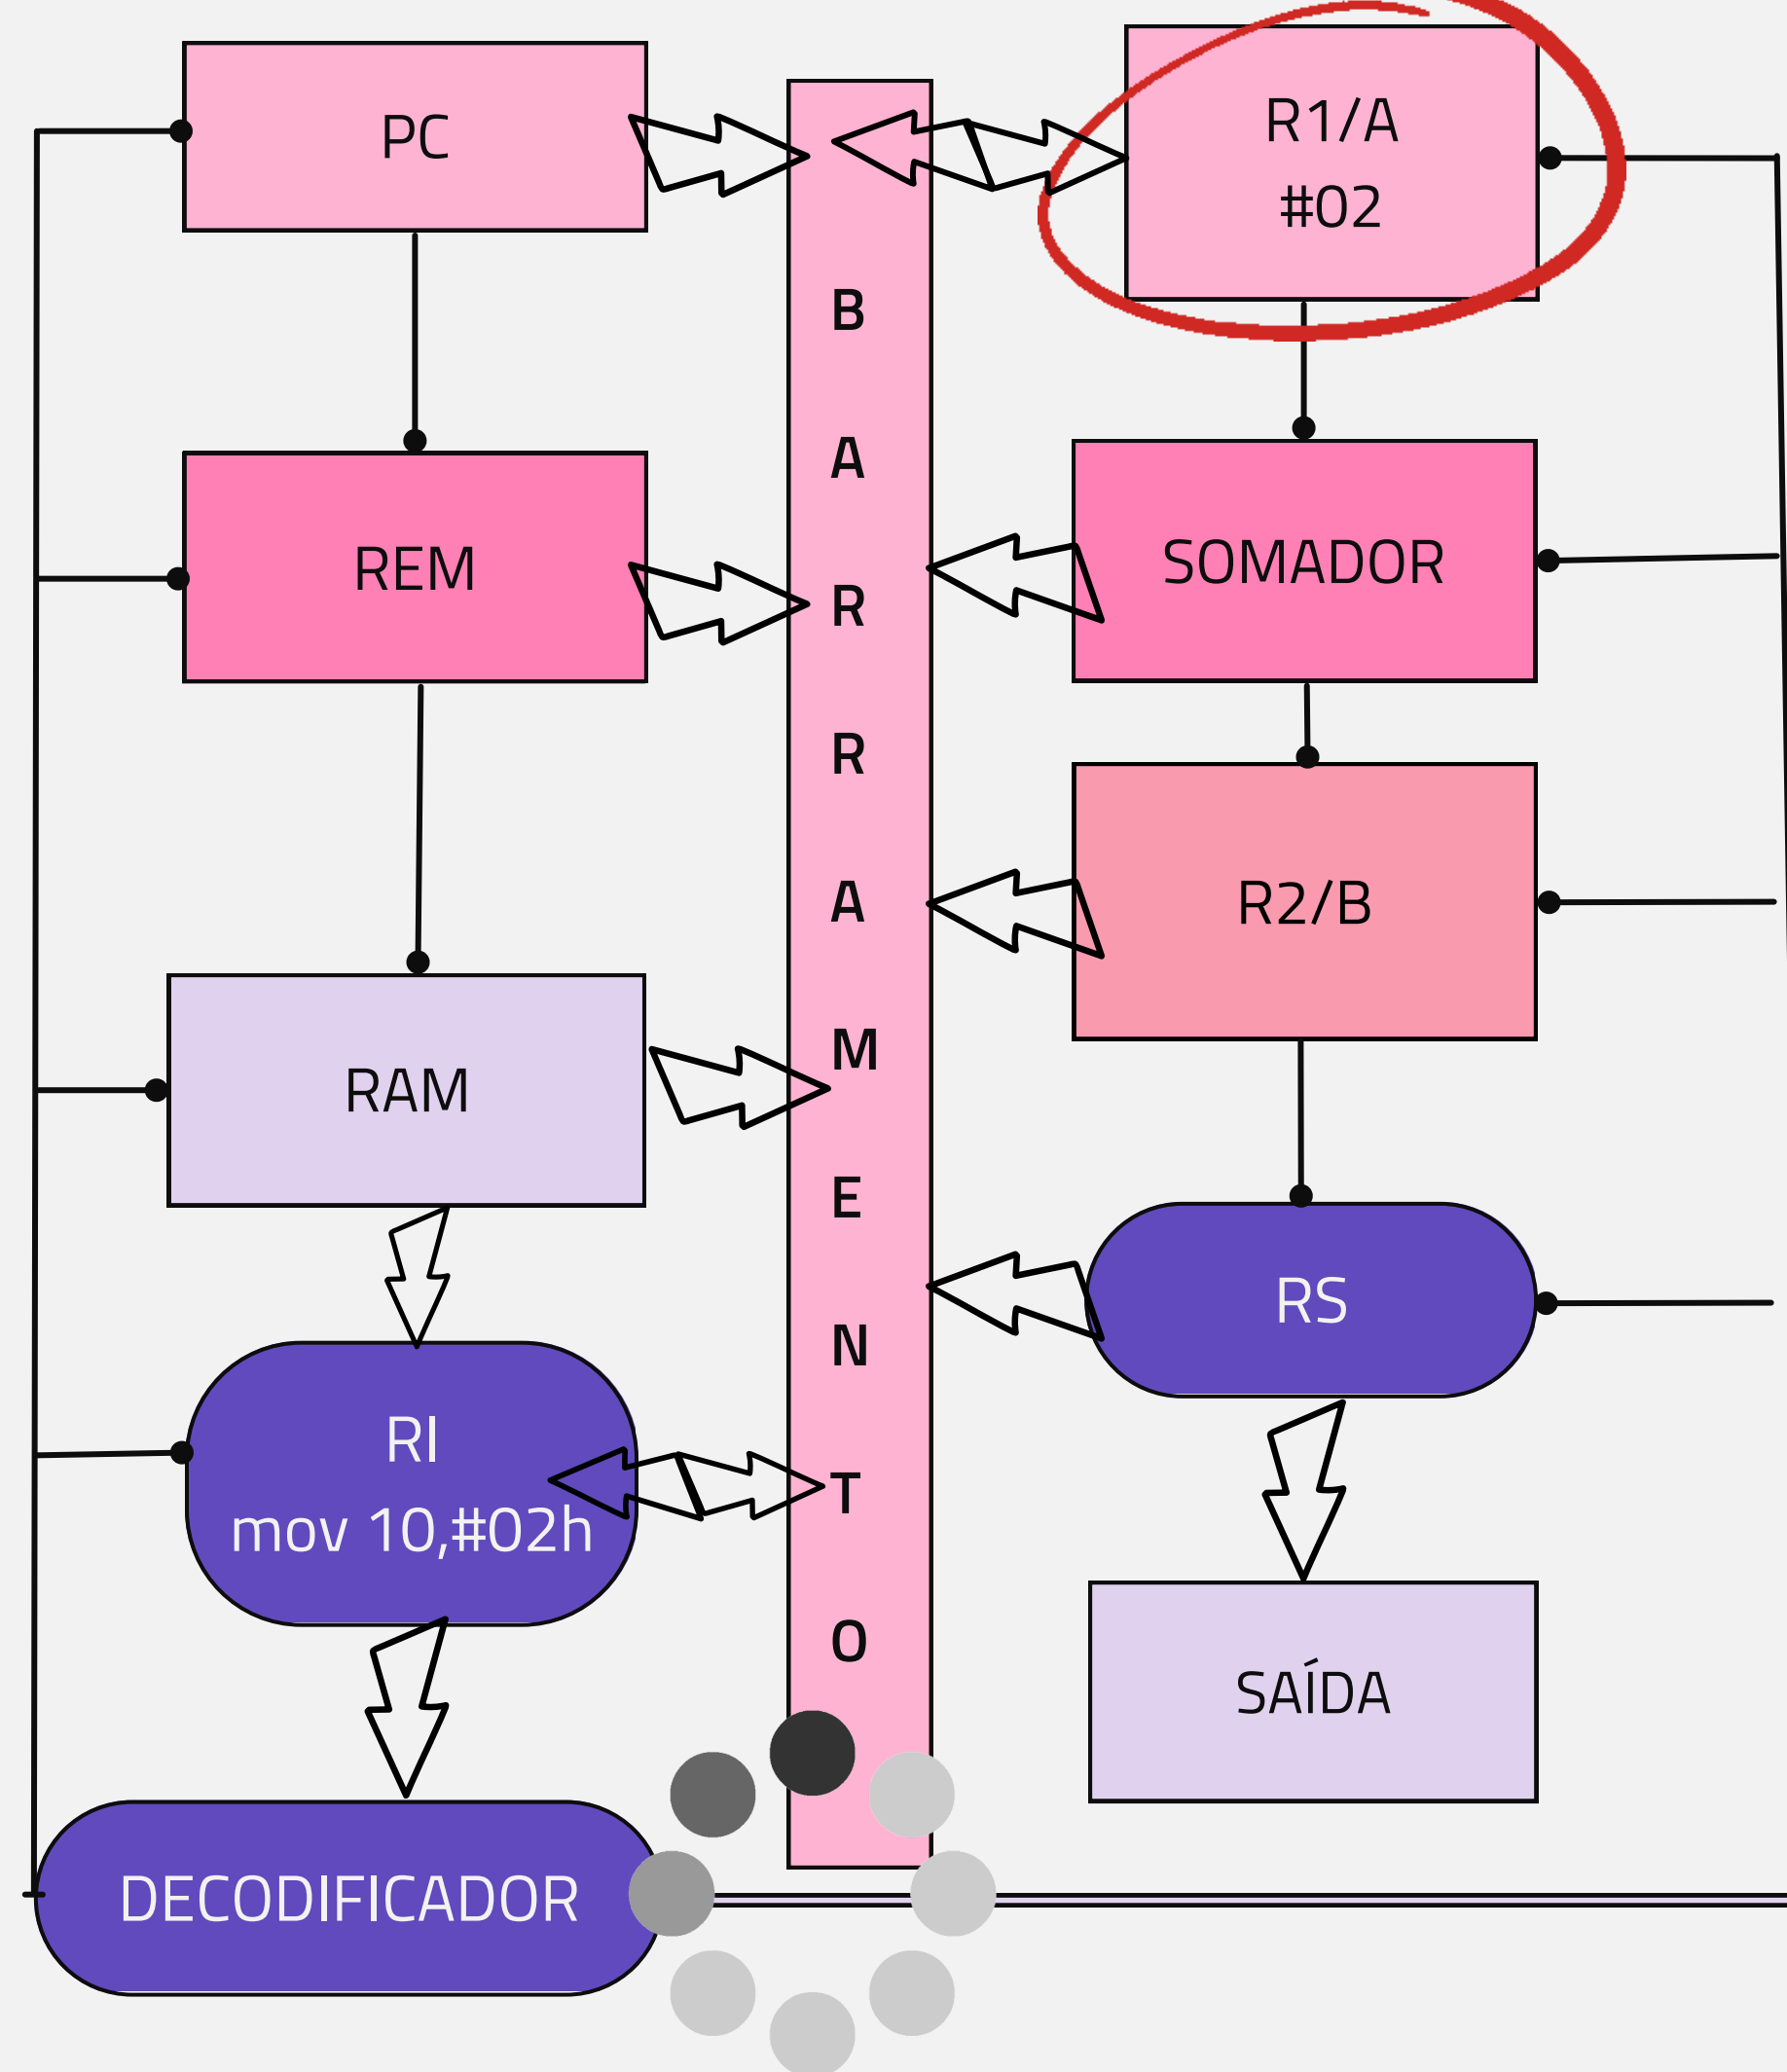 PC
REM
RAM
RI
mov 10,#02h
DECODIFICADOR
B
A
R
R
A
M
E
N
T
O
R1/A
#02
SOMADOR
R2/B
RS
SAÍDA